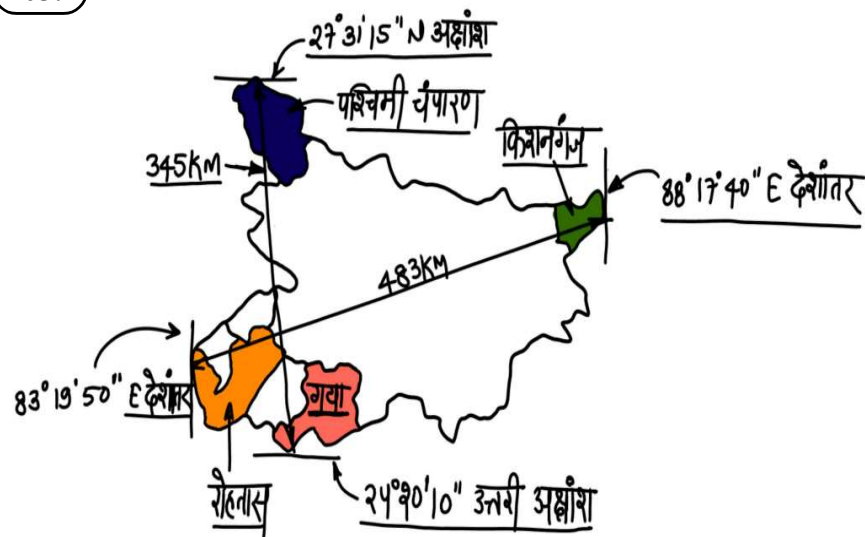 27°31'15" N अक्षांश
पश्चिमी चंपारण
किशनगंज
345KM
88°17'40" E देशांतर
483KM
83°19'50" E देशांतर
गया
रोहतास
24°20'10" उत्तरी अक्षांश